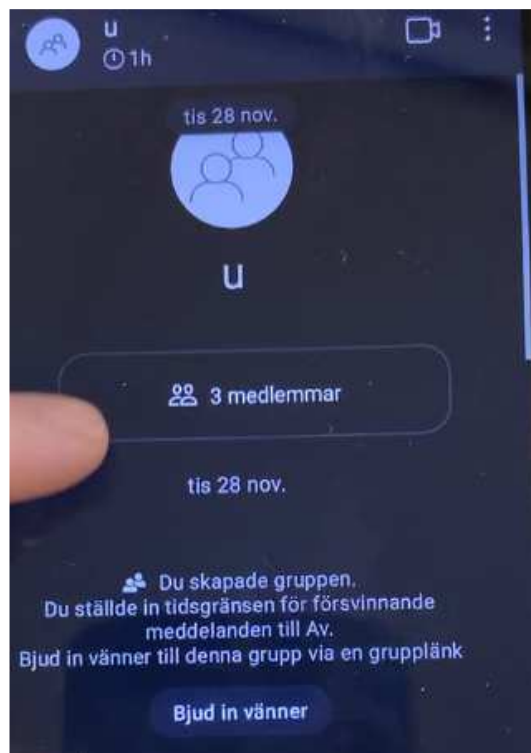 u
1h
tis 28 nov.
u
3 medlemmar
tis 28 nov.
Du skapade gruppen.
Du ställde in tidsgränsen för försvinnande
meddelanden till Av.
Bjud in vänner till denna grupp via en grupplänk
Bjud in vänner